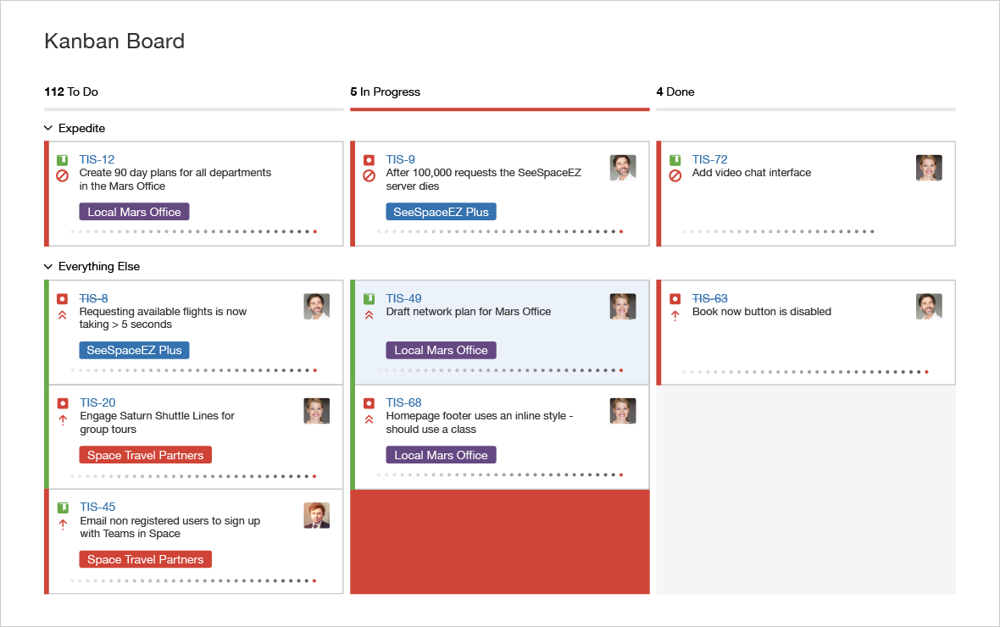 Kanban Board
112 To Do
5 In Progress
4 Done
Expedite
TIS-12
Create 90 day plans for all departments
in the Mars Office
Local Mars Office
TIS-9
After 100,000 requests the SeeSpaceEZ
server dies
SeeSpaceEZ Plus
TIS-72
Add video chat interface
Everything Else
TIS-8
Requesting available flights is now
taking > 5 seconds
SeeSpaceEZ Plus
TIS-49
Draft network plan for Mars Office
Local Mars Office
TIS-63
Book now button is disabled
TIS-20
Engage Saturn Shuttle Lines for
group tours
Space Travel Partners
TIS-68
Homepage footer uses an inline style -
should use a class
Local Mars Office
TIS-45
Email non registered users to sign up
with Teams in Space
Space Travel Partners